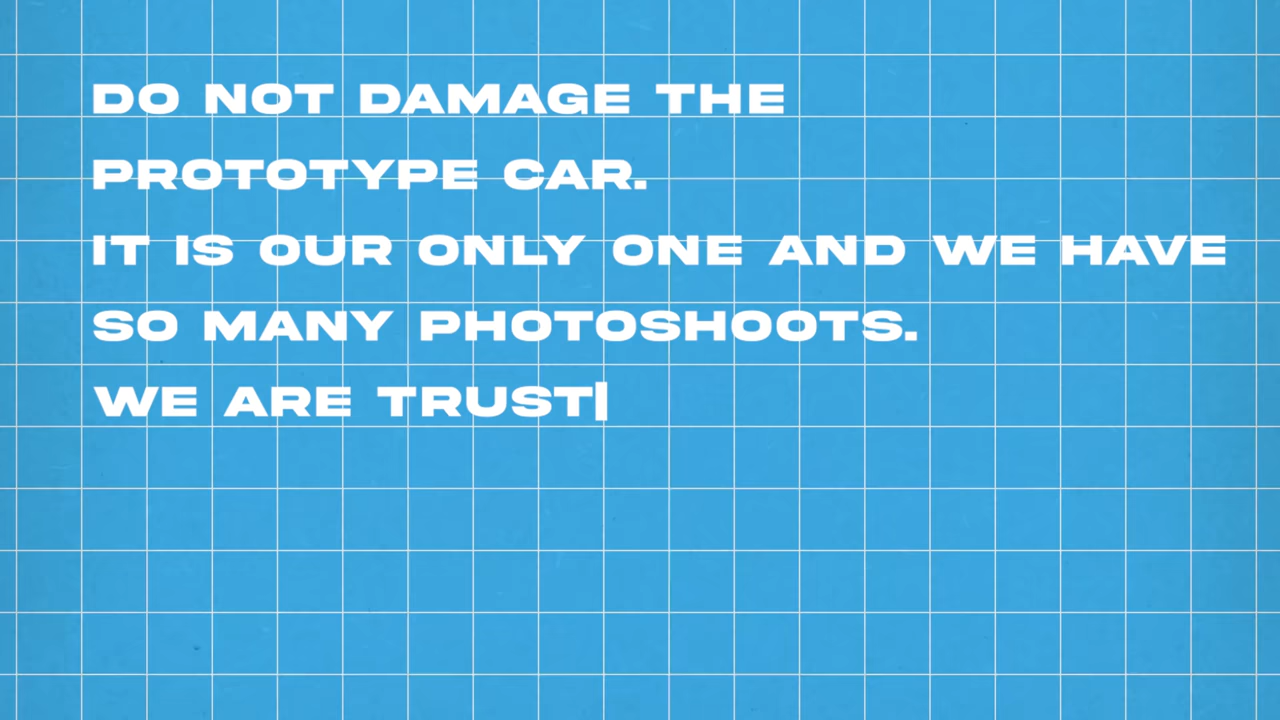 DO NOT DAMAGE THE
PROTOTYPE CAR.
IT IS OUR ONLY ONE AND WE HAVE
SO MANY PHOTOSHOOTS.
WE ARE TRUST